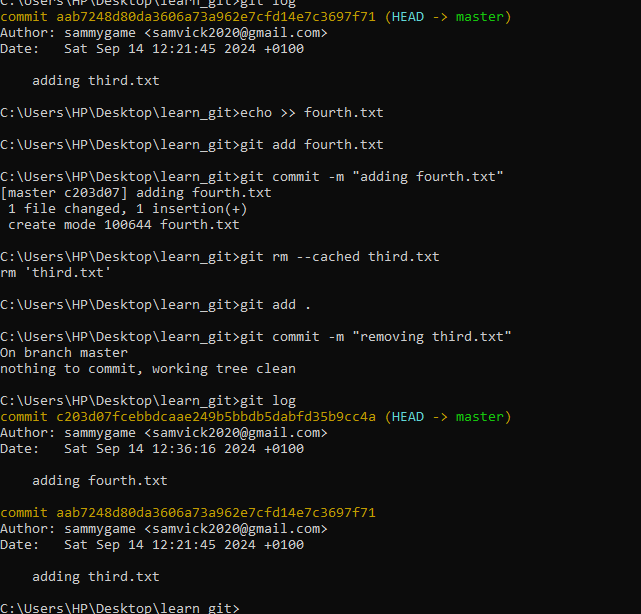 C:\Users\HP\Desktop\learn_git>git log
commit aab7248d80da3606a73a962e7cfd14e7c3697f71 (HEAD -> master)
Author: sammygame <samvick2020@gmail.com>
Date:   Sat Sep 14 12:21:45 2024 +0100
    adding third.txt
C:\Users\HP\Desktop\learn_git>echo >> fourth.txt
C:\Users\HP\Desktop\learn_git>git add fourth.txt
C:\Users\HP\Desktop\learn_git>git commit -m "adding fourth.txt"
[master c203d07] adding fourth.txt
 1 file changed, 1 insertion(+)
 create mode 100644 fourth.txt
C:\Users\HP\Desktop\learn_git>git rm --cached third.txt
rm 'third.txt'
C:\Users\HP\Desktop\learn_git>git add .
C:\Users\HP\Desktop\learn_git>git commit -m "removing third.txt"
On branch master
nothing to commit, working tree clean
C:\Users\HP\Desktop\learn_git>git log
commit c203d07fcebbdcaae249b5bbdb5dabfd35b9cc4a (HEAD -> master)
Author: sammygame <samvick2020@gmail.com>
Date:   Sat Sep 14 12:36:16 2024 +0100
    adding fourth.txt
commit aab7248d80da3606a73a962e7cfd14e7c3697f71
Author: sammygame <samvick2020@gmail.com>
Date:   Sat Sep 14 12:21:45 2024 +0100
    adding third.txt
C:\Users\HP\Desktop\learn_git>